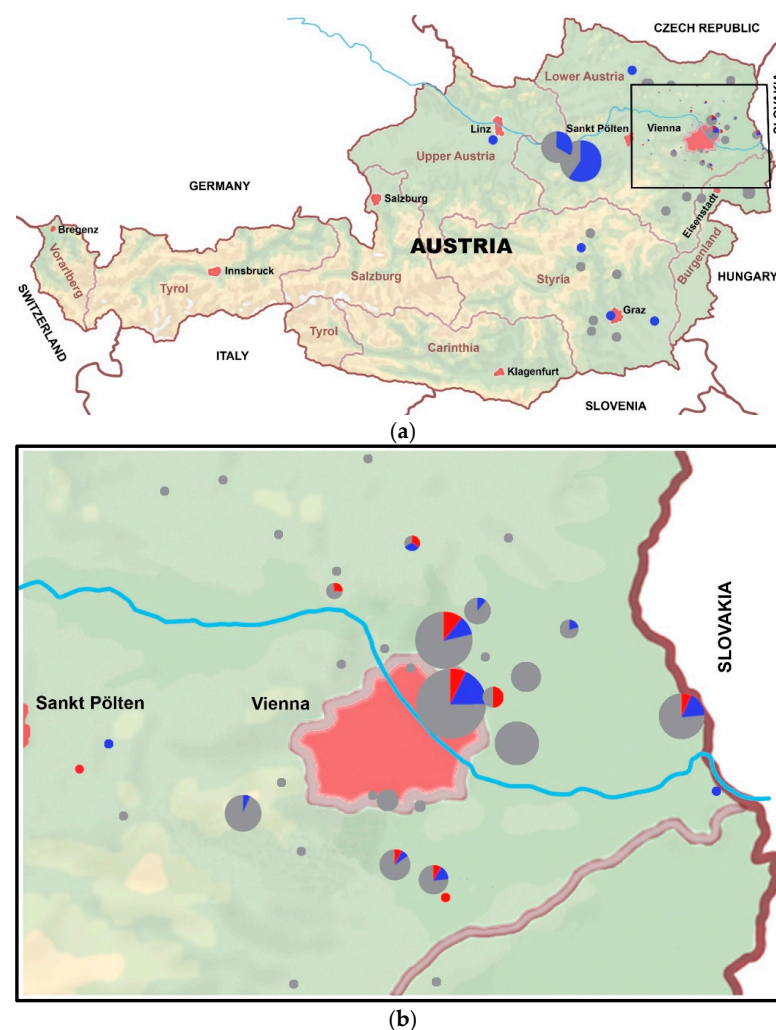 CZECH REPUBLIC
Lower Austria
SLOVAKIA
Linz
Sankt Pölten
Vienna
Upper Austria
GERMANY
Salzburg
Eisenstadt
Bregenz
AUSTRIA
Burgenland
Vorarlberg
Innsbruck
Salzburg
Styria
HUNGARY
Tyrol
SWITZERLAND
Graz
Tyrol
Carinthia
ITALY
Klagenfurt
SLOVENIA
(a)
SLOVAKIA
Sankt Pölten
Vienna
(b)